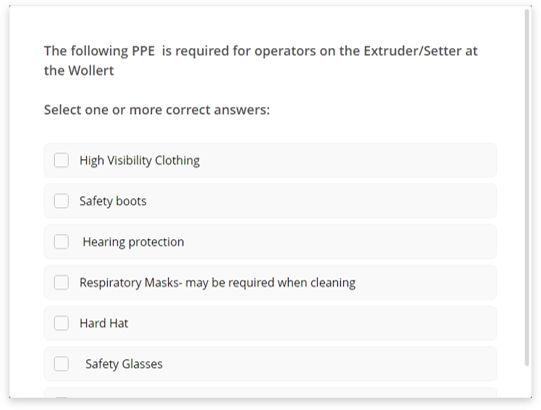 The following PPE  is required for operators on the Extruder/Setter at
the Wollert
Select one or more correct answers:
High Visibility Clothing
Safety boots
Hearing protection
Respiratory Masks- may be required when cleaning
Hard Hat
Safety Glasses